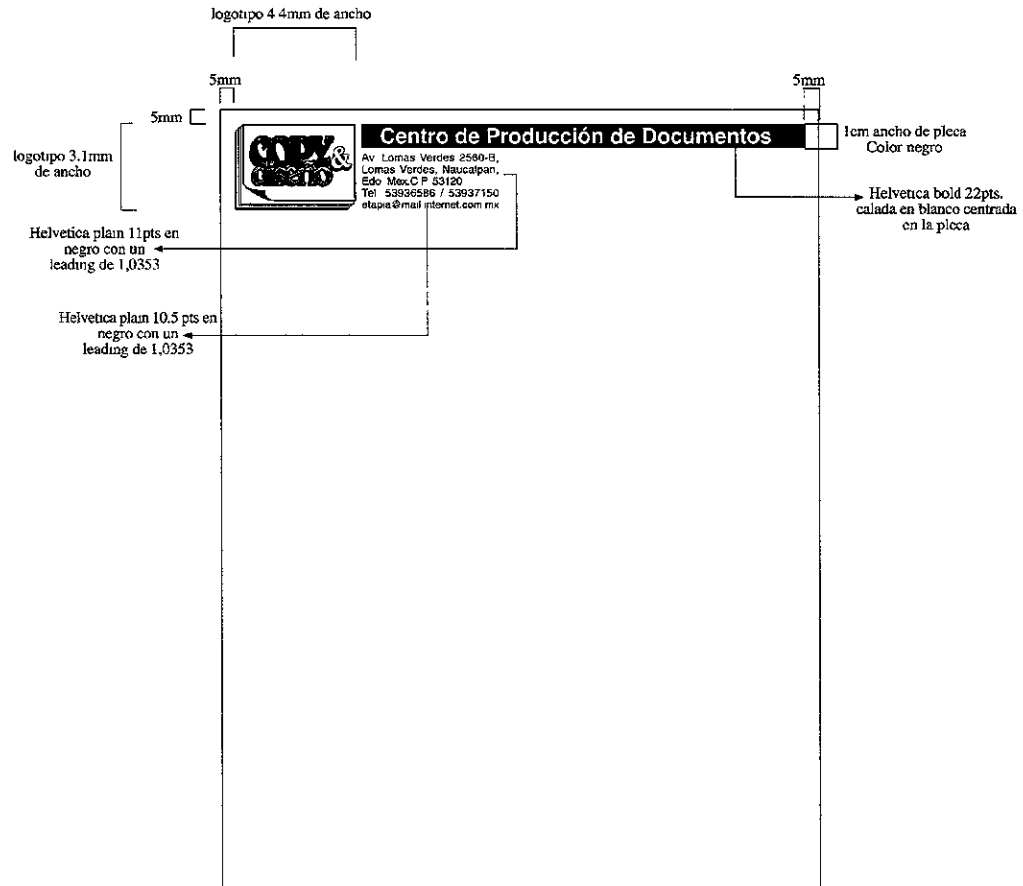 logotipo 4 4mm de ancho
5mm
5mm
5mm
logotipo 3.1mm
de ancho
COPY &
diseño
Centro de Producción de Documentos
Av Lomas Verdes 2560-B,
Lomas Verdes, Naucalpan,
Edo Mex.C P 53120
Tel 53936586 / 53937150
etapia@mail internet.com mx
1cm ancho de pleca
Color negro
Helvetica bold 22pts.
calada en blanco centrada
en la pleca
Helvetica plain 11pts en
negro con un
leading de 1,0353
Helvetica plain 10.5 pts en
negro con un
leading de 1,0353